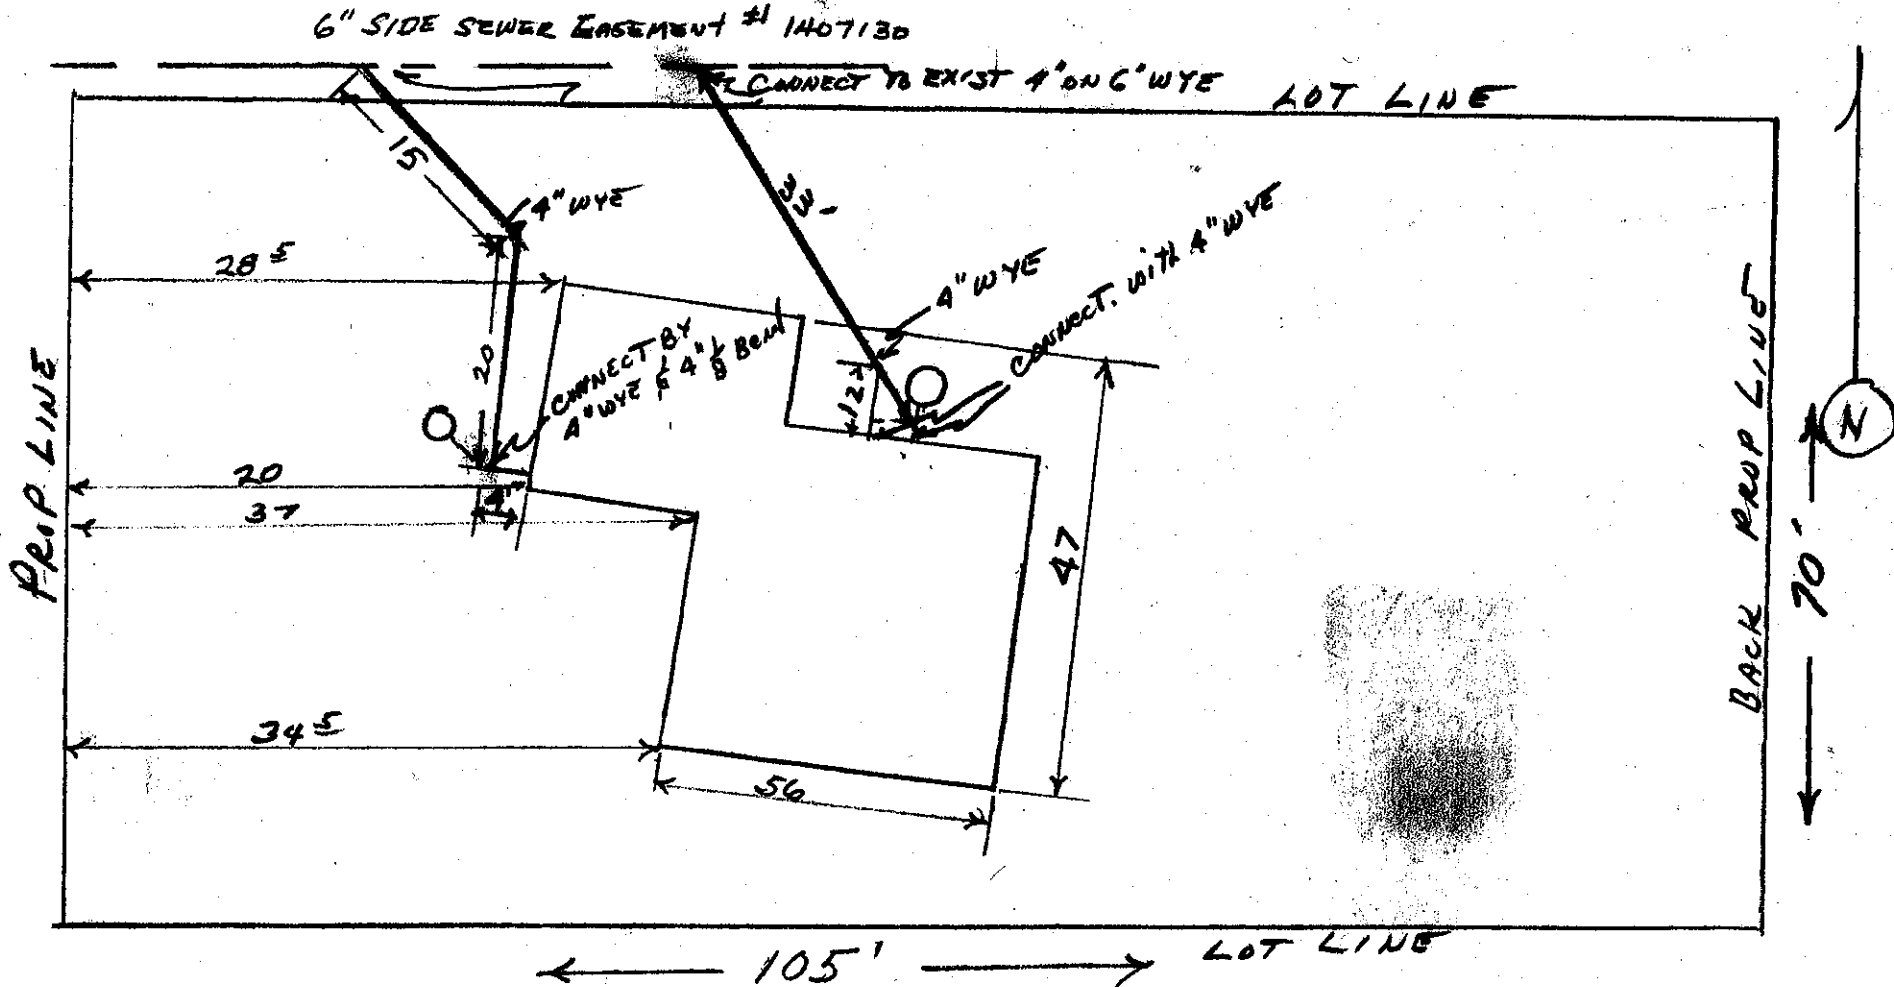 6" SIDE SEWER EASEMENT #1 1407130
CONNECT TO EXIST 4" ON 6" WYE
LOT LINE
15
4" WYE
33'
28 5
4" WYE
CONNECT. with 4" WYE
20
CONNECT BY
4" WYE & 4" 1/8 Bend
12'
PROP LINE
20
4'
37
47
BACK PROP LINE
N
70'
34 5
56
105'
LOT LINE